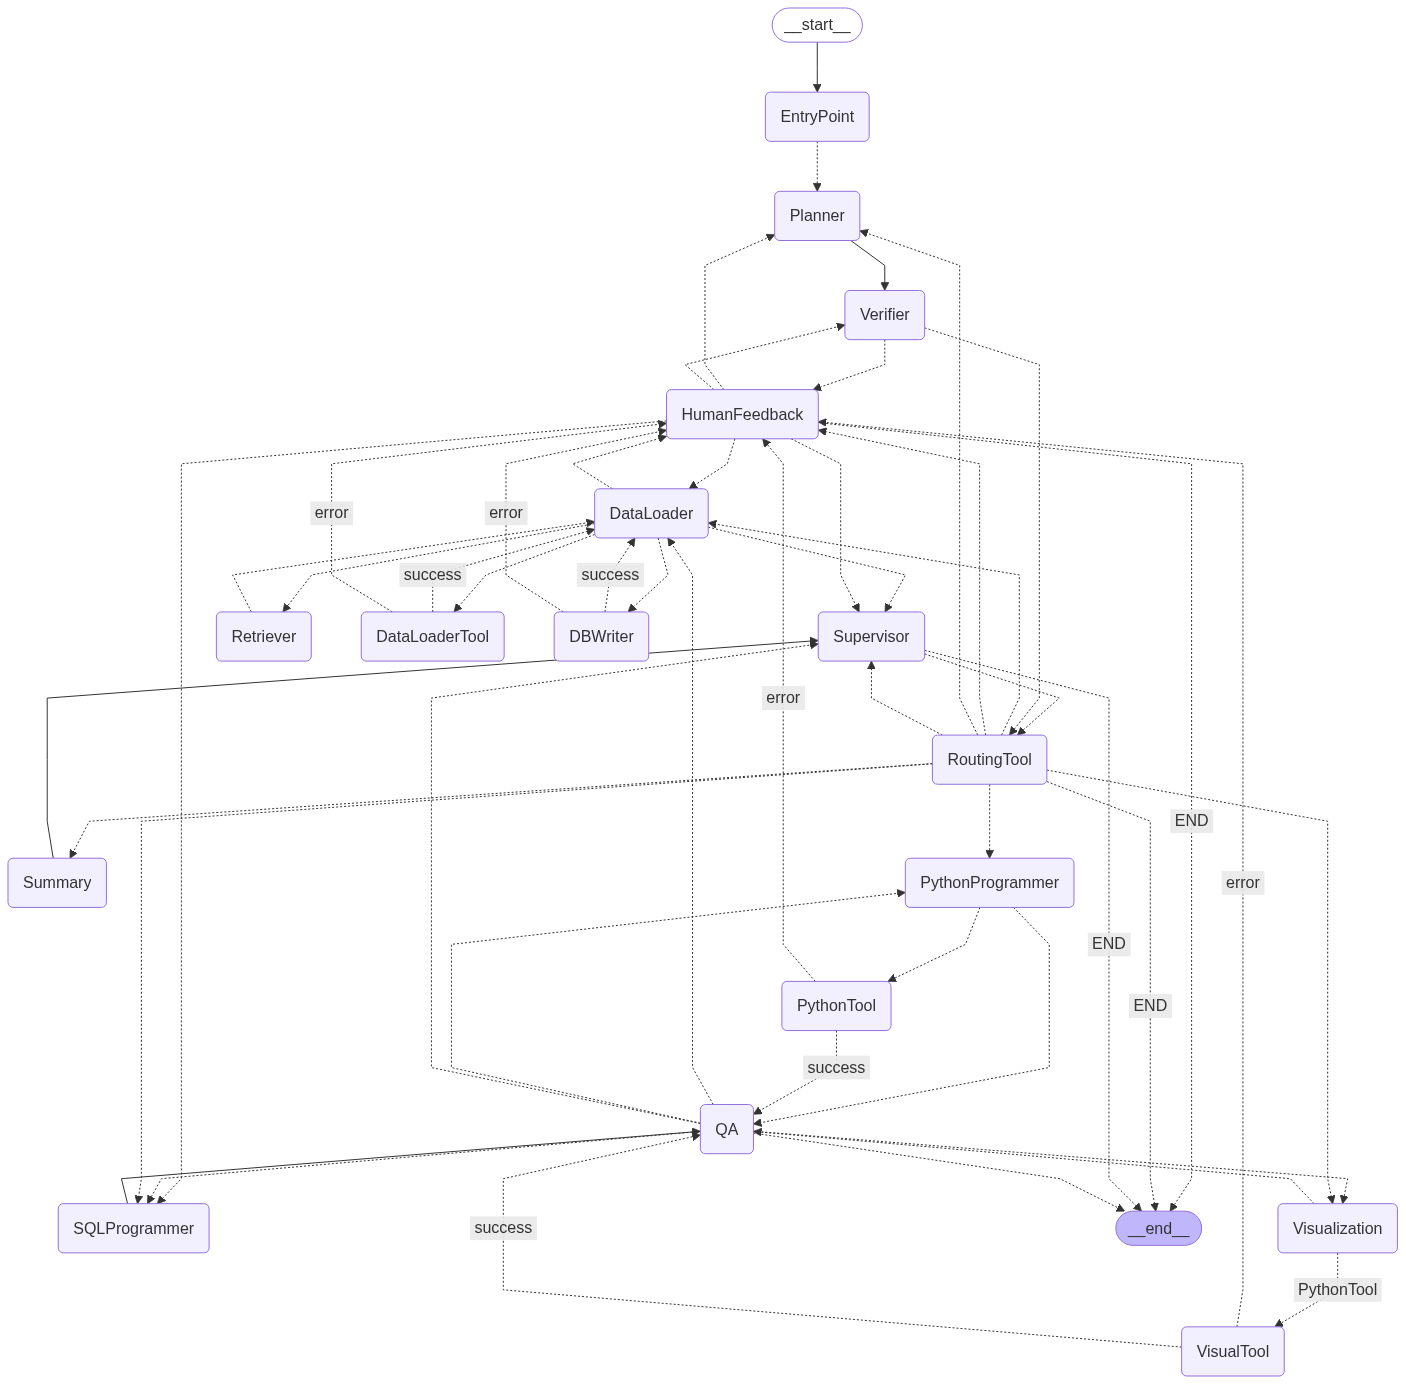 __start__
EntryPoint
Planner
Verifier
HumanFeedback
error
error
DataLoader
success
success
Retriever
DataLoaderTool
DBWriter
Supervisor
error
RoutingTool
END
Summary
PythonProgrammer
error
END
PythonTool
END
success
QA
success
SQLProgrammer
__end__
Visualization
PythonTool
VisualTool